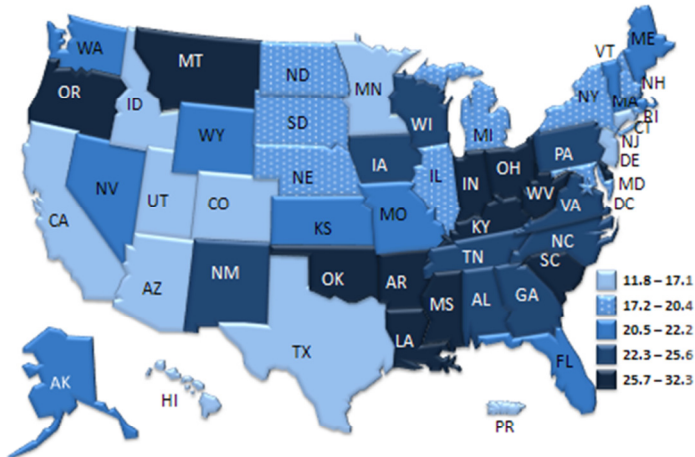 WA
MT
ND
MN
VT
ME
OR
ID
SD
WI
MI
NY
NH
MA
RI
CT
WY
IA
NE
IL
IN
OH
PA
NJ
DE
MD
DC
NV
UT
CO
KS
MO
KY
WV
VA
CA
AZ
NM
OK
AR
TN
NC
SC
TX
LA
MS
AL
GA
FL
AK
HI
PR
11.8 – 17.1
17.2 – 20.4
20.5 – 22.2
22.3 – 25.6
25.7 – 32.3